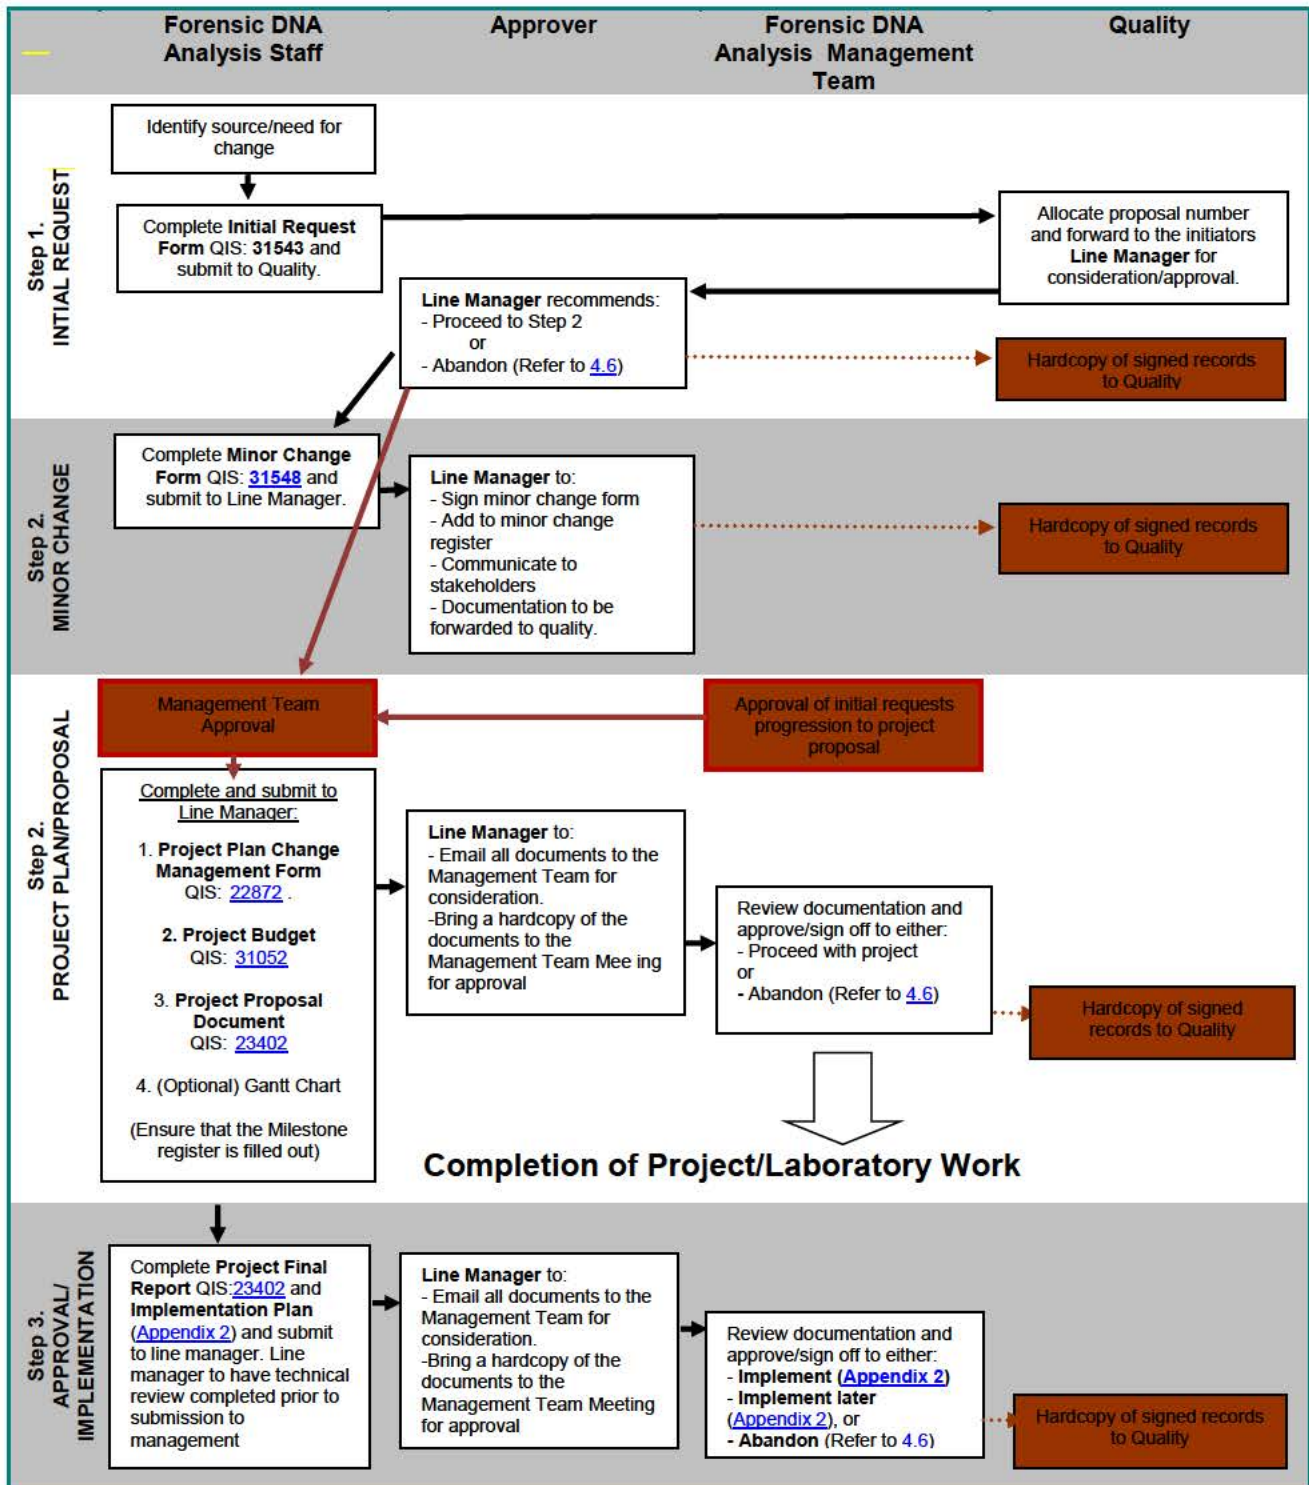 Forensic DNA
Analysis Staff
Approver
Forensic DNA
Analysis Management
Team
Quality
Step 1.
INTIAL REQUEST
Identify source/need for
change
Complete Initial Request
Form QIS: 31543 and
submit to Quality.
Allocate proposal number
and forward to the initiators
Line Manager for
consideration/approval.
Line Manager recommends:
- Proceed to Step 2
or
- Abandon (Refer to 4.6)
Hardcopy of signed records
to Quality
Step 2.
MINOR CHANGE
Complete Minor Change
Form QIS: 31548 and
submit to Line Manager.
Line Manager to:
- Sign minor change form
- Add to minor change
register
- Communicate to
stakeholders
- Documentation to be
forwarded to quality.
Hardcopy of signed records
to Quality
Step 2.
PROJECT PLAN/PROPOSAL
Management Team
Approval
Approval of initial requests
progression to project
proposal
Complete and submit to
Line Manager:
1. Project Plan Change
Management Form
QIS: 22872 .
2. Project Budget
QIS: 31052
3. Project Proposal
Document
QIS: 23402
4. (Optional) Gantt Chart
(Ensure that the Milestone
register is filled out)
Line Manager to:
- Email all documents to the
Management Team for
consideration.
-Bring a hardcopy of the
documents to the
Management Team Mee ing
for approval
Review documentation and
approve/sign off to either:
- Proceed with project
or
- Abandon (Refer to 4.6)
Hardcopy of signed
records to Quality
Completion of Project/Laboratory Work
Step 3.
APPROVAL/
IMPLEMENTATION
Complete Project Final
Report QIS:23402 and
Implementation Plan
(Appendix 2) and submit
to line manager. Line
manager to have technical
review completed prior to
submission to
management
Line Manager to:
- Email all documents to the
Management Team for
consideration.
-Bring a hardcopy of the
documents to the
Management Team Meeting
for approval
Review documentation and
approve/sign off to either:
- Implement (Appendix 2)
- Implement later
(Appendix 2), or
- Abandon (Refer to 4.6)
Hardcopy of signed records
to Quality